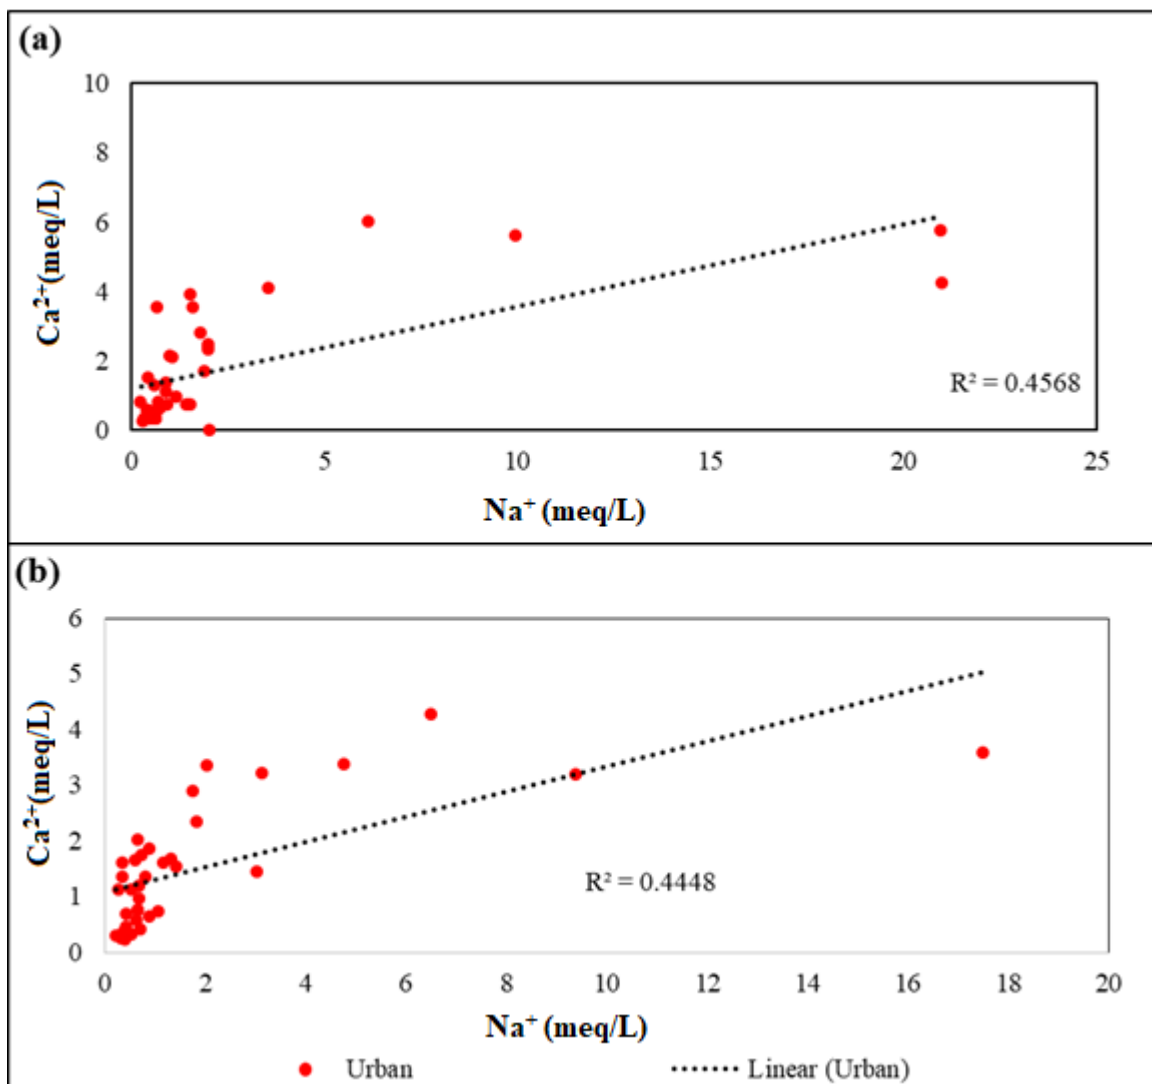 (a)
10
8
6
4
2
0
Ca²⁺(meq/L)
R² = 0.4568
0 5 10 15 20 25
Na⁺ (meq/L)
(b)
6
5
4
3
2
1
0
Ca²⁺(meq/L)
R² = 0.4448
0 2 4 6 8 10 12 14 16 18 20
Na⁺ (meq/L)
Urban Linear (Urban)